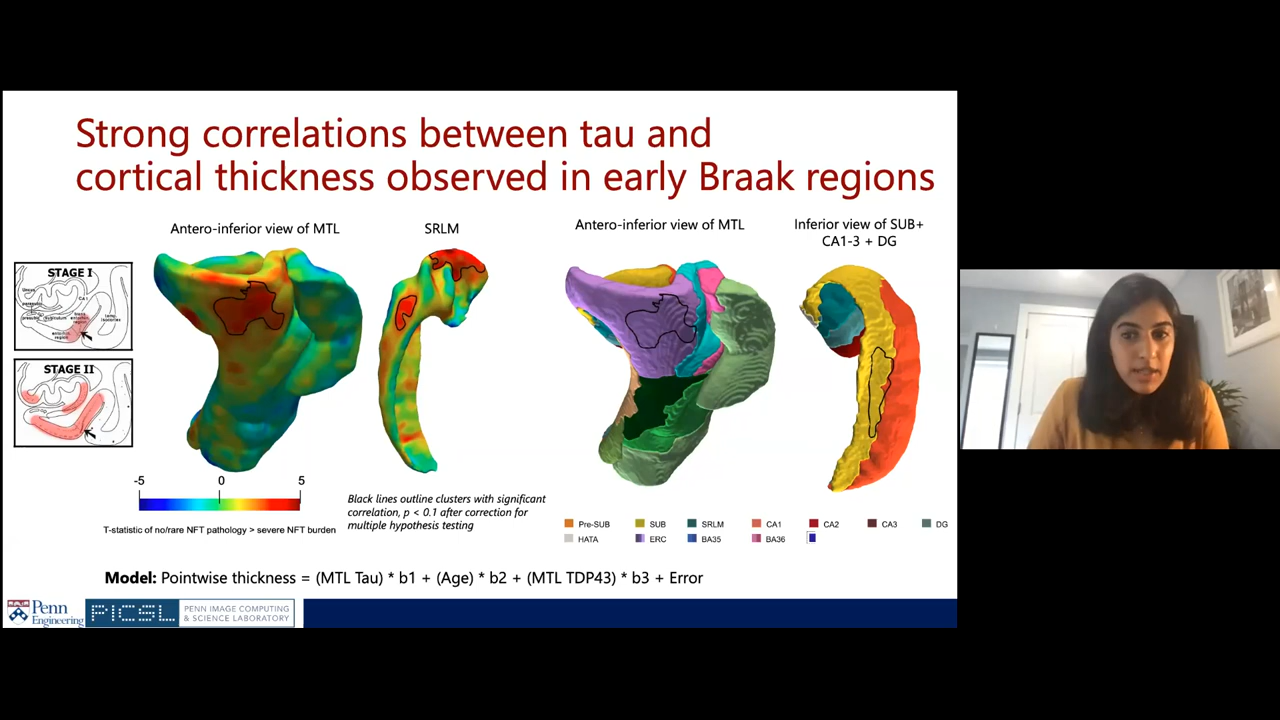 Strong correlations between tau and
cortical thickness observed in early Braak regions
Antero-inferior view of MTL
SRLM
Antero-inferior view of MTL
Inferior view of SUB+
CA1-3 + DG
STAGE I
CA1
STAGE II
-5
0
5
T-statistic of no/rare NFT pathology > severe NFT burden
Black lines outline clusters with significant
correlation, p < 0.1 after correction for
multiple hypothesis testing
Pre-SUB
SUB
SRLM
CA1
CA2
CA3
DG
HATA
ERC
BA35
BA36
Model: Pointwise thickness = (MTL Tau) * b1 + (Age) * b2 + (MTL TDP43) * b3 + Error
Penn
Engineering
PICSL
PENN IMAGE COMPUTING
& SCIENCE LABORATORY